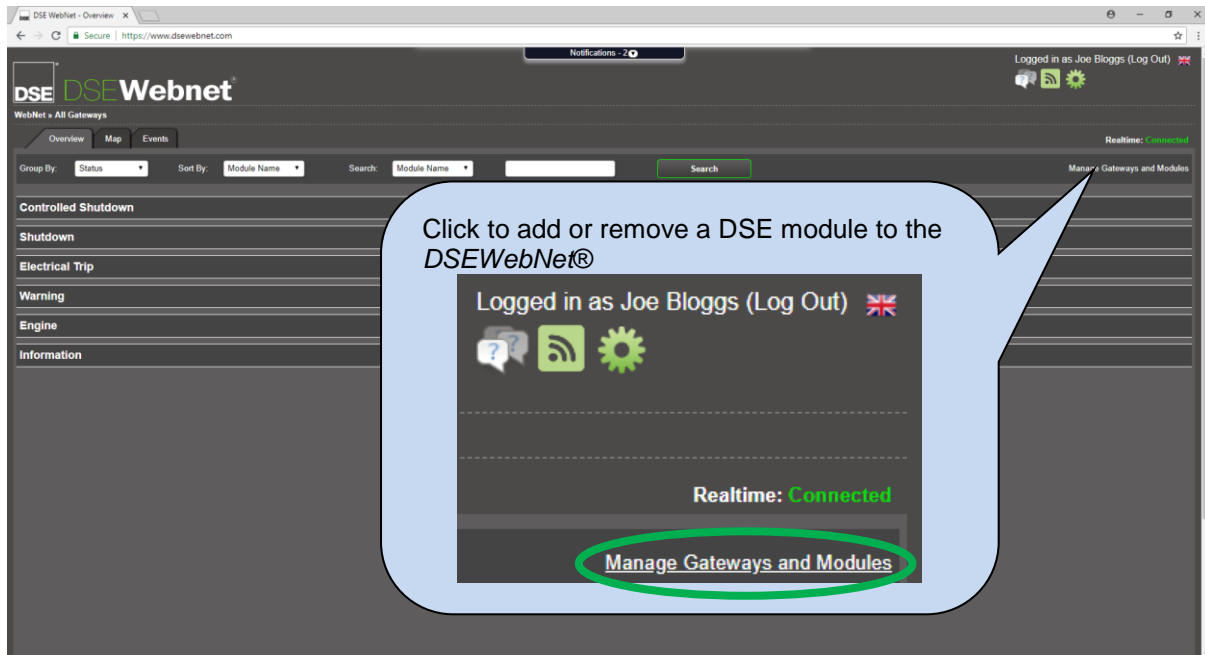 DSE WebNet - Overview
Secure | https://www.dsewebnet.com
Notifications - 2
Logged in as Joe Bloggs (Log Out)
DSE DSEWebnet®
WebNet » All Gateways
Overview Map Events
Realtime: Connected
Group By: Status Sort By: Module Name Search: Module Name Search
Manage Gateways and Modules
Controlled Shutdown
Shutdown
Electrical Trip
Warning
Engine
Information
Click to add or remove a DSE module to the
DSEWebNet®
Logged in as Joe Bloggs (Log Out)
Realtime: Connected
Manage Gateways and Modules